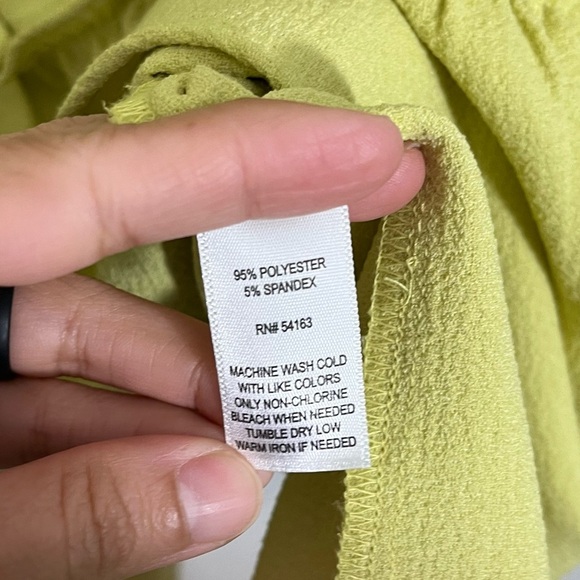 95% POLYESTER
5% SPANDEX
RN# 54163
MACHINE WASH COLD
WITH LIKE COLORS
ONLY NON-CHLORINE
BLEACH WHEN NEEDED
TUMBLE DRY LOW
WARM IRON IF NEEDED